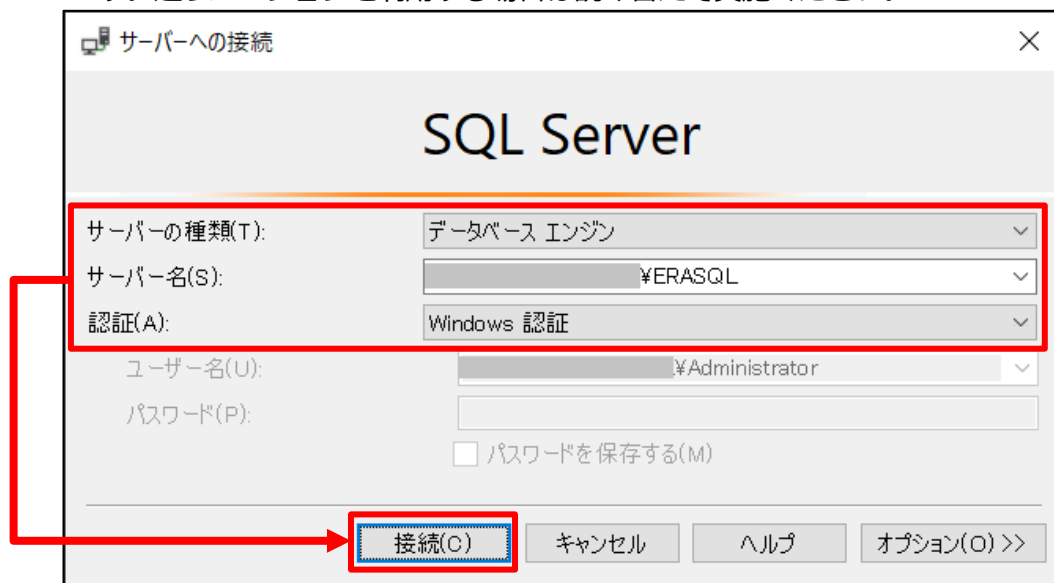 サーバーへの接続
SQL Server
サーバーの種類(T):
データベース エンジン
サーバー名(S):
¥ERASQL
認証(A):
Windows 認証
ユーザー名(U):
¥Administrator
パスワード(P):
パスワードを保存する(M)
接続(C)
キャンセル
ヘルプ
オプション(O) >>